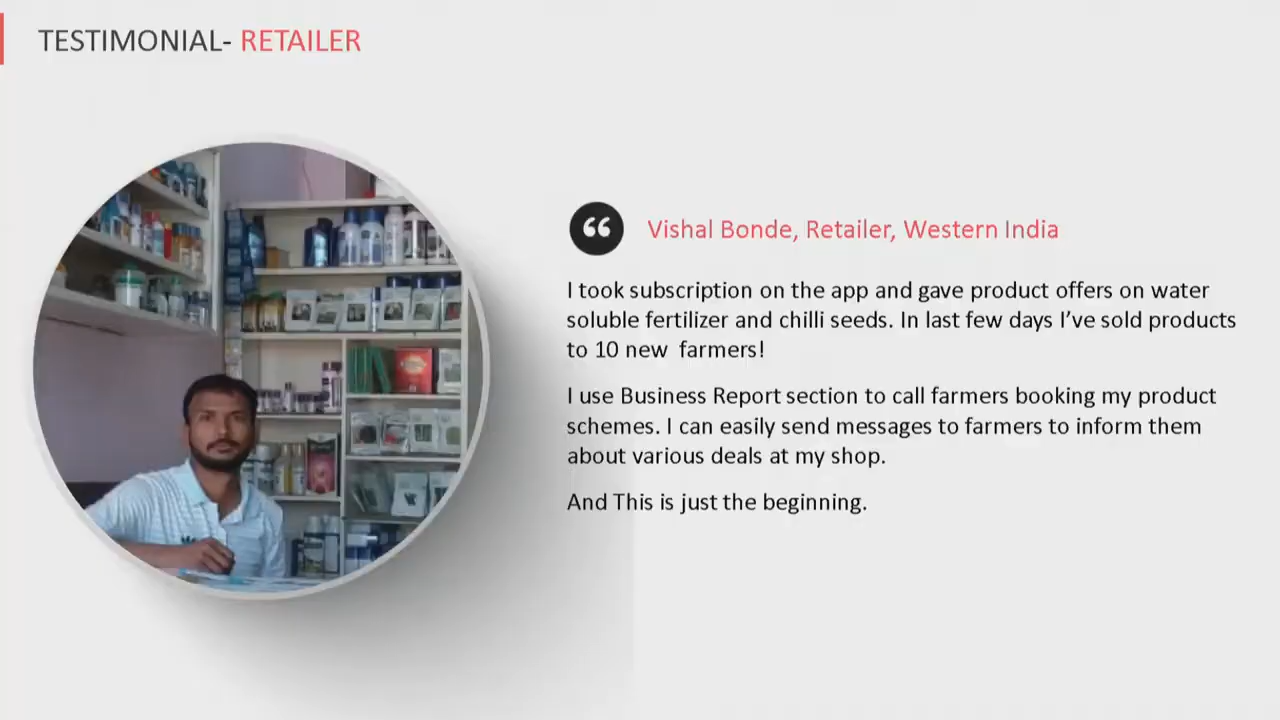 TESTIMONIAL- RETAILER
Vishal Bonde, Retailer, Western India
I took subscription on the app and gave product offers on water
soluble fertilizer and chilli seeds. In last few days I’ve sold products
to 10 new farmers!
I use Business Report section to call farmers booking my product
schemes. I can easily send messages to farmers to inform them
about various deals at my shop.
And This is just the beginning.